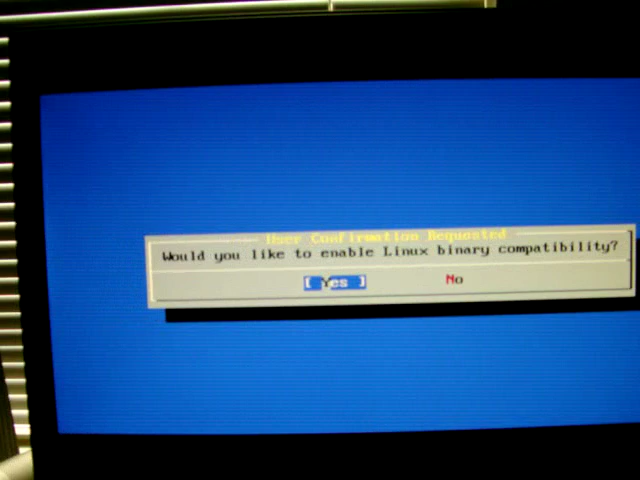 User Confirmation Requested
Would you like to enable Linux binary compatibility?
[ Yes ] No